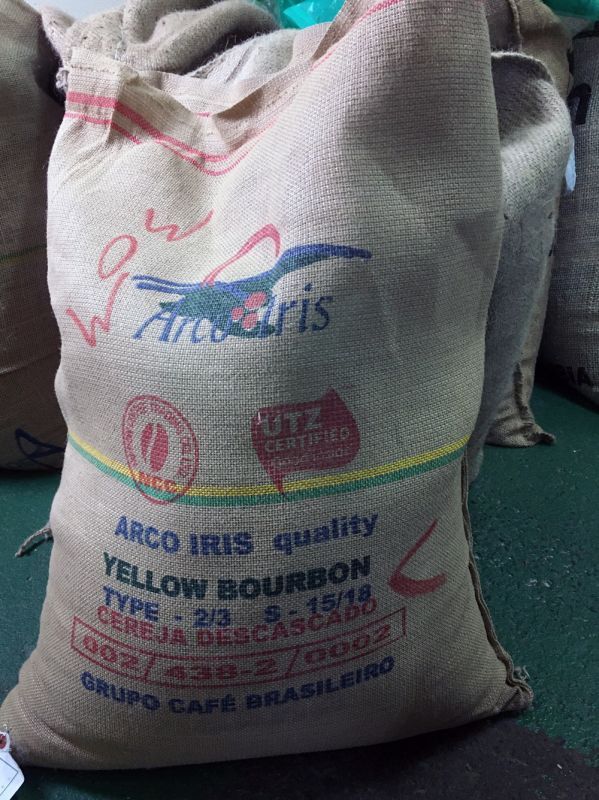 WOW
Arco Iris
UTZ
CERTIFIED
ARCO IRIS quality
YELLOW BOURBON
TYPE - 2/3 S - 15/18
CEREJA DESCASCADO
002/438-2/0002
GRUPO CAFÉ BRASILEIRO